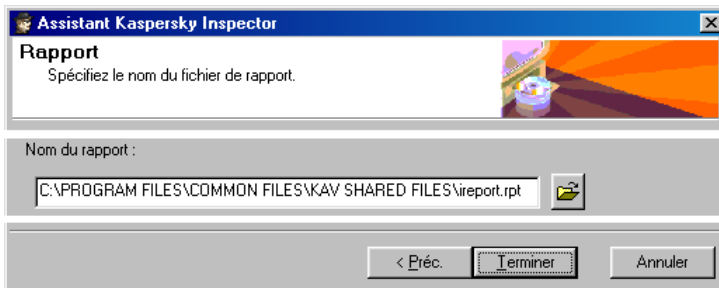 Assistant Kaspersky Inspector
Rapport
Spécifiez le nom du fichier de rapport.
Nom du rapport :
C:\PROGRAM FILES\COMMON FILES\KAV SHARED FILES\ireport.rpt
< Préc.
Terminer
Annuler